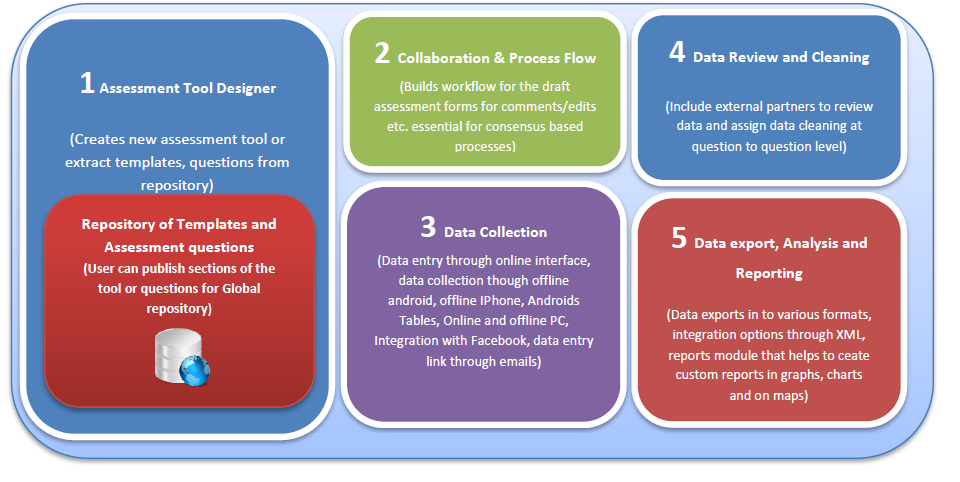 1 Assessment Tool Designer
(Creates new assessment tool or
extract templates, questions from
repository)
Repository of Templates and
Assessment questions
(User can publish sections of the
tool or questions for Global
repository)
2 Collaboration & Process Flow
(Builds workflow for the draft
assessment forms for comments/edits
etc. essential for consensus based
processes)
3 Data Collection
(Data entry through online interface,
data collection though offline
android, offline IPhone, Androids
Tables, Online and offline PC,
Integration with Facebook, data entry
link through emails)
4 Data Review and Cleaning
(Include external partners to review
data and assign data cleaning at
question to question level)
5 Data export, Analysis and
Reporting
(Data exports in to various formats,
integration options through XML,
reports module that helps to ceate
custom reports in graphs, charts
and on maps)